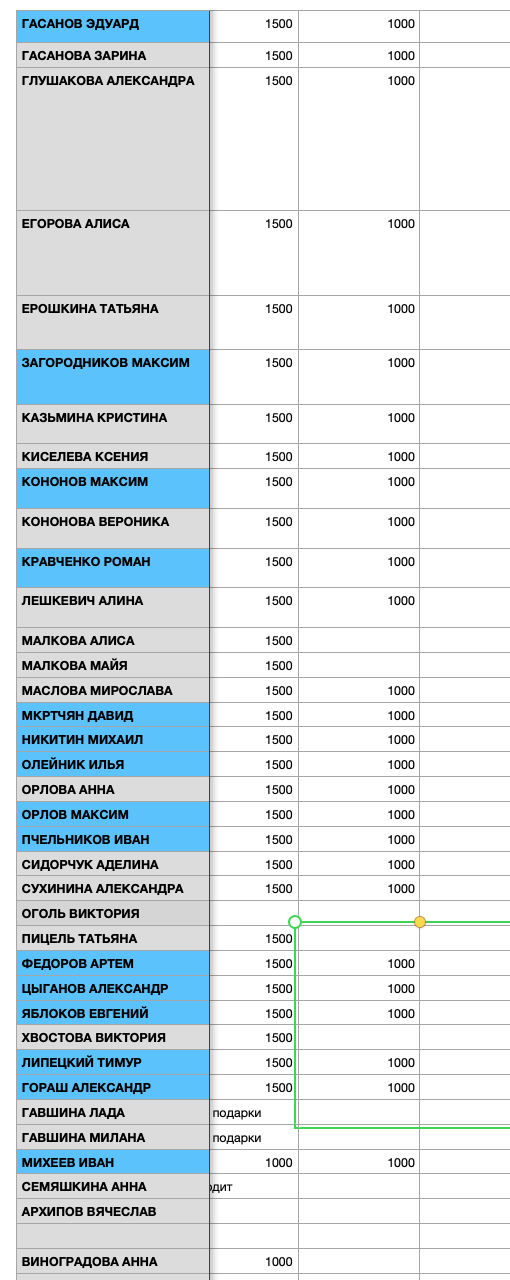 ГАСАНОВ ЭДУАРД 1500 1000
ГАСАНОВА ЗАРИНА 1500 1000
ГЛУШАКОВА АЛЕКСАНДРА 1500 1000
ЕГОРОВА АЛИСА 1500 1000
ЕРОШКИНА ТАТЬЯНА 1500 1000
ЗАГОРОДНИКОВ МАКСИМ 1500 1000
КАЗЬМИНА КРИСТИНА 1500 1000
КИСЕЛЕВА КСЕНИЯ 1500 1000
КОНОНОВ МАКСИМ 1500 1000
КОНОНОВА ВЕРОНИКА 1500 1000
КРАВЧЕНКО РОМАН 1500 1000
ЛЕШКЕВИЧ АЛИНА 1500 1000
МАЛКОВА АЛИСА 1500
МАЛКОВА МАЙЯ 1500
МАСЛОВА МИРОСЛАВА 1500 1000
МКРТЧЯН ДАВИД 1500 1000
НИКИТИН МИХАИЛ 1500 1000
ОЛЕЙНИК ИЛЬЯ 1500 1000
ОРЛОВА АННА 1500 1000
ОРЛОВ МАКСИМ 1500 1000
ПЧЕЛЬНИКОВ ИВАН 1500 1000
СИДОРЧУК АДЕЛИНА 1500 1000
СУХИНИНА АЛЕКСАНДРА 1500 1000
ОГОЛЬ ВИКТОРИЯ
ПИЦЕЛЬ ТАТЬЯНА 1500
ФЕДОРОВ АРТЕМ 1500 1000
ЦЫГАНОВ АЛЕКСАНДР 1500 1000
ЯБЛОКОВ ЕВГЕНИЙ 1500 1000
ХВОСТОВА ВИКТОРИЯ 1500
ЛИПЕЦКИЙ ТИМУР 1500 1000
ГОРАШ АЛЕКСАНДР 1500 1000
ГАВШИНА ЛАДА подарки
ГАВШИНА МИЛАНА подарки
МИХЕЕВ ИВАН 1000 1000
СЕМЯШКИНА АННА
АРХИПОВ ВЯЧЕСЛАВ
ВИНОГРАДОВА АННА 1000